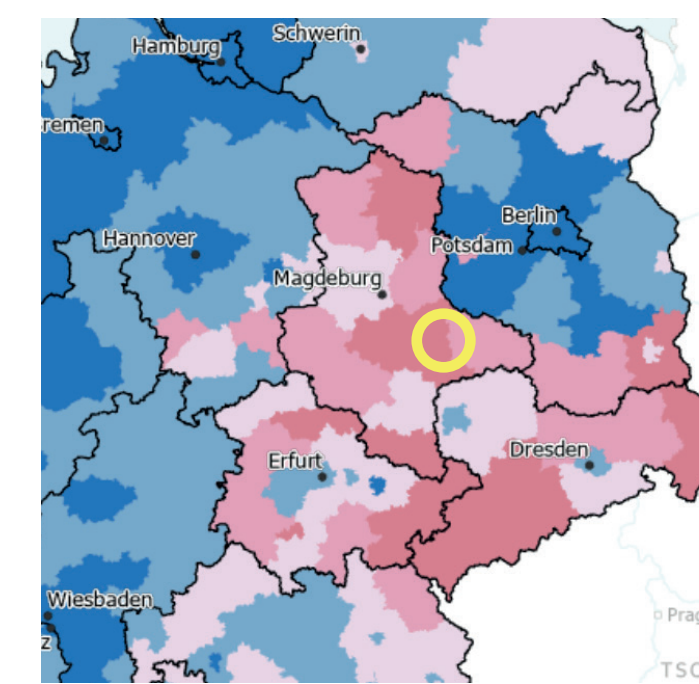 Schwerin
Hamburg
remen
Berlin
Hannover
Potsdam
Magdeburg
Dresden
Erfurt
Wiesbaden
Prag
z
TSC